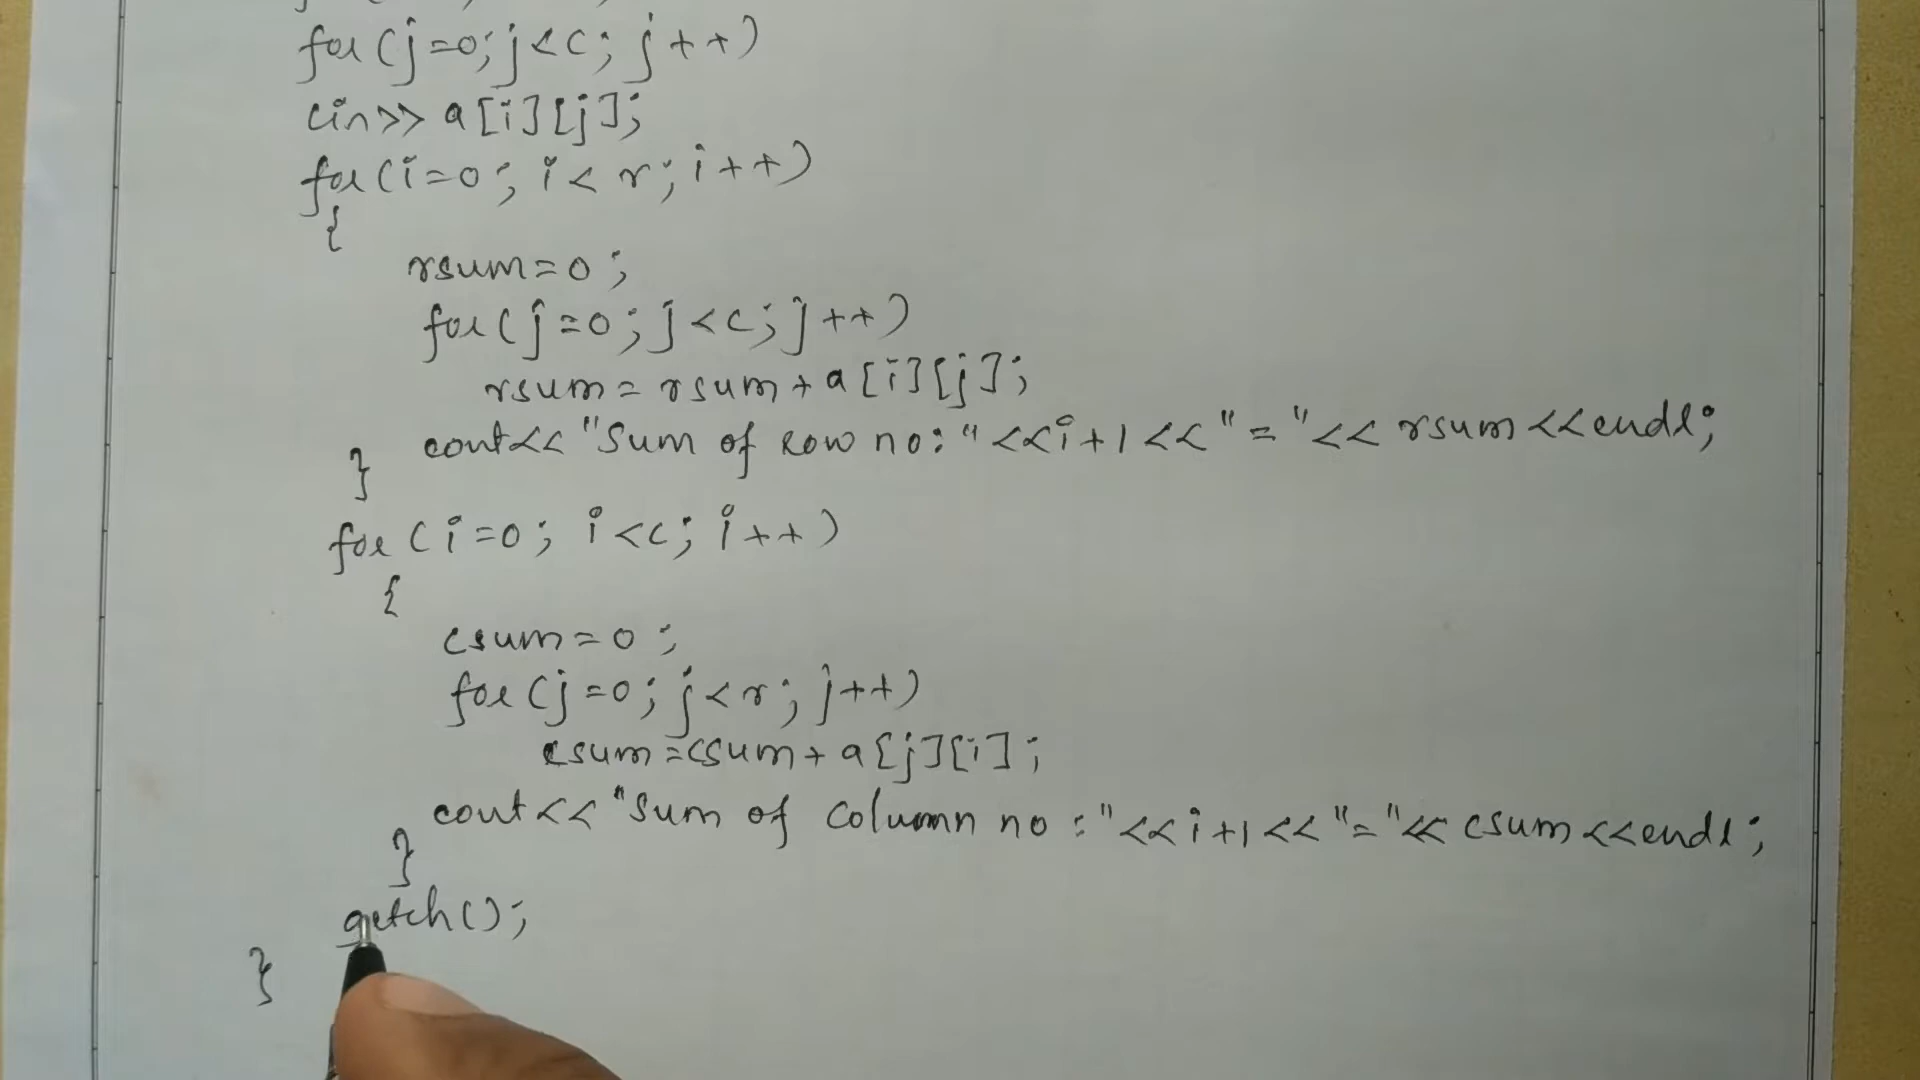 for(j=0;j<c; j++)
cin>> a[i][j];
for(i=0; i< r; i++)
{
rsum=0;
for(j=0;j<c;j++)
rsum= rsum+a[i][j];
cout<< "Sum of row no: "<<i+1<<"="<< rsum<<endl;
}
for (i=0; i<c; i++)
{
csum=0;
for(j=0; j<r; j++)
csum=csum+a[j][i];
cout<<"Sum of Column no :"<<i+1<<"="<< csum<<endl;
}
getch();
}